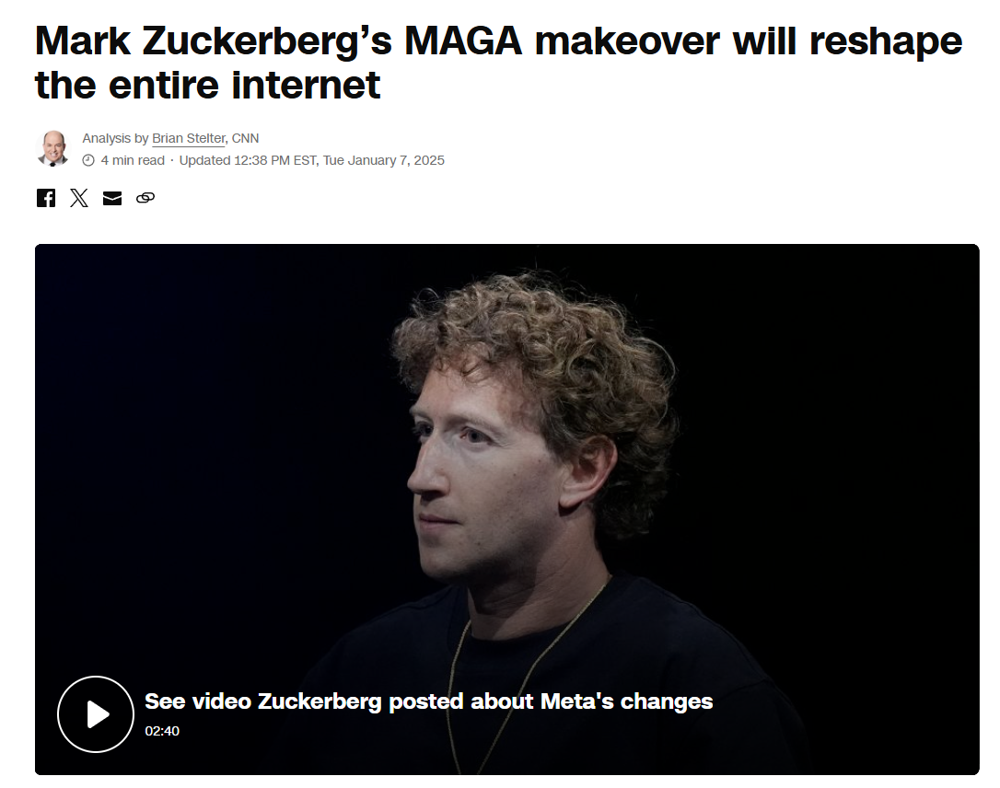 Mark Zuckerberg’s MAGA makeover will reshape
the entire internet
Analysis by Brian Stelter, CNN
4 min read · Updated 12:38 PM EST, Tue January 7, 2025
See video Zuckerberg posted about Meta's changes
02:40